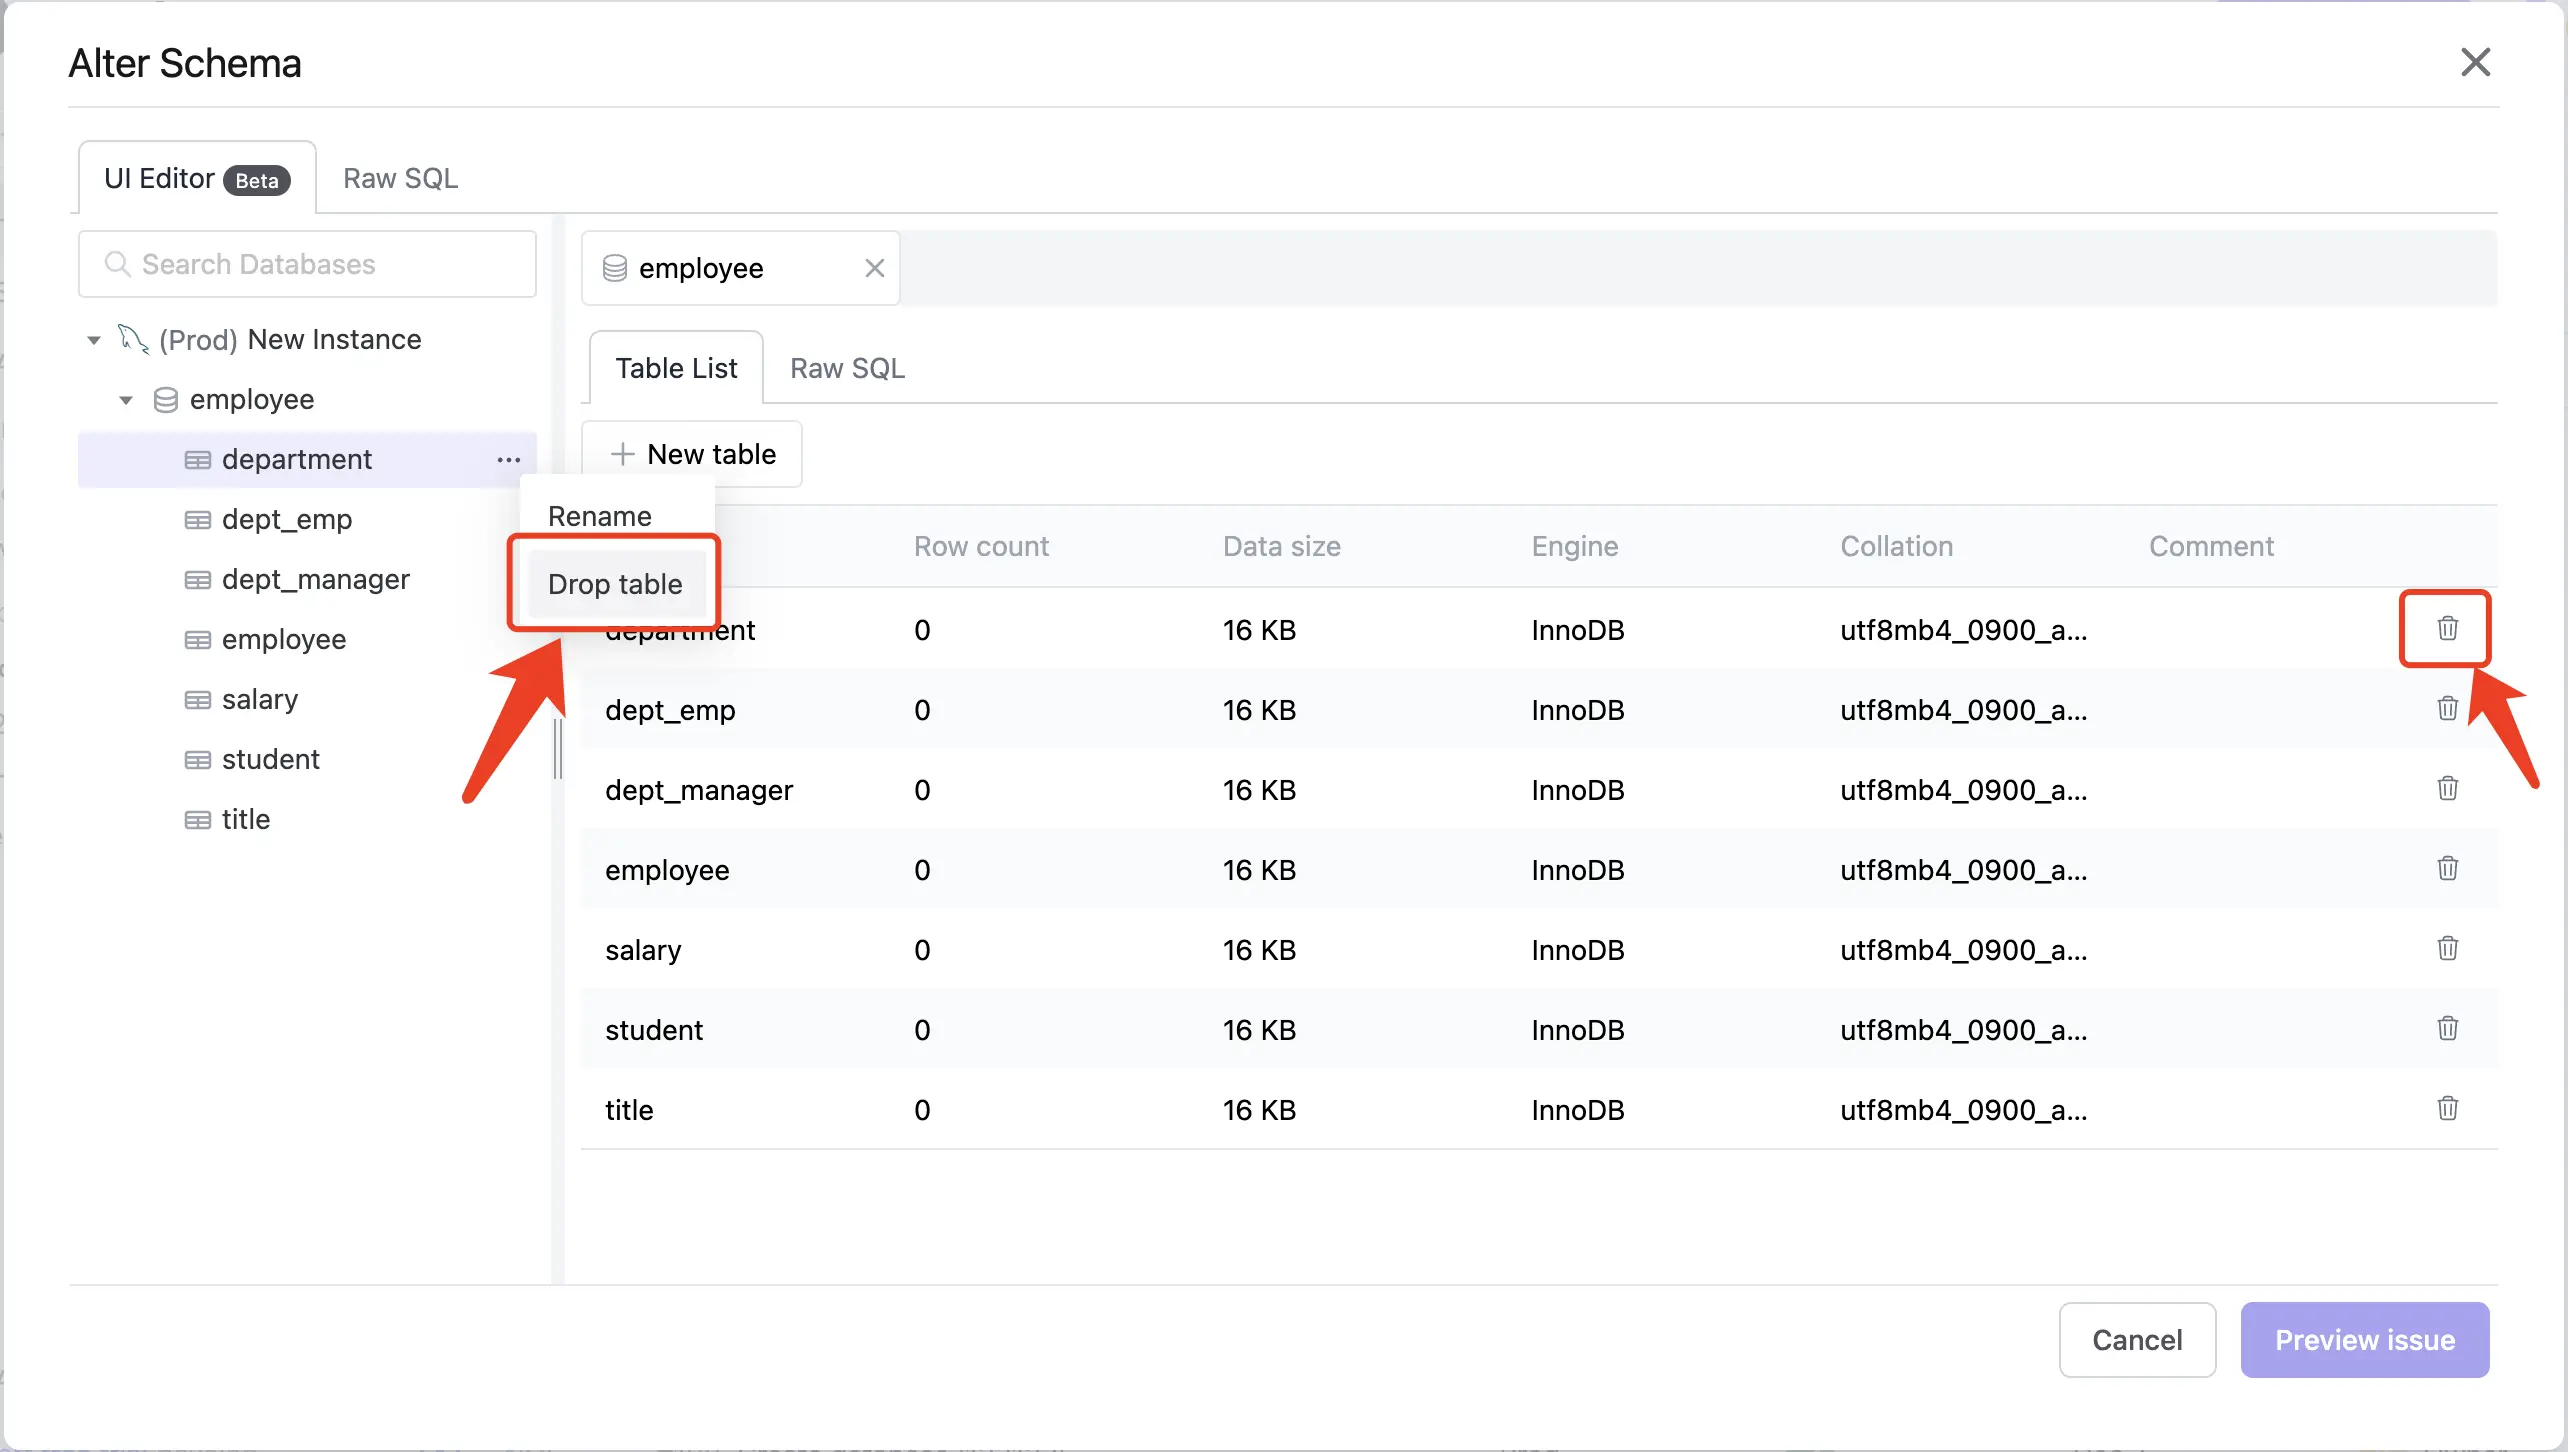 Alter Schema
UI Editor Beta Raw SQL
Search Databases
(Prod) New Instance
employee
department
dept_emp
dept_manager
employee
salary
student
title
employee
Table List Raw SQL
New table
Rename
Drop table
Row count Data size Engine Collation Comment
department 0 16 KB InnoDB utf8mb4_0900_a...
dept_emp 0 16 KB InnoDB utf8mb4_0900_a...
dept_manager 0 16 KB InnoDB utf8mb4_0900_a...
employee 0 16 KB InnoDB utf8mb4_0900_a...
salary 0 16 KB InnoDB utf8mb4_0900_a...
student 0 16 KB InnoDB utf8mb4_0900_a...
title 0 16 KB InnoDB utf8mb4_0900_a...
Cancel Preview issue